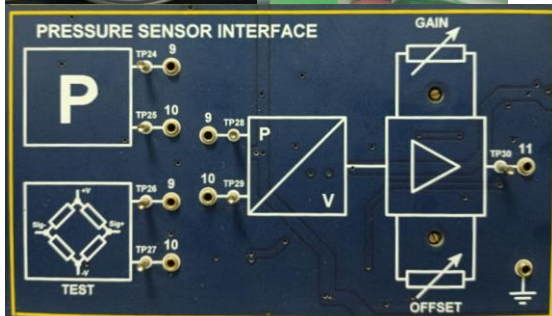 PRESSURE SENSOR INTERFACE
GAIN
TP24 9
P
TP25 10
9 TP28
P
V
10 TP29
TP30 11
TP26 9
+V
Sig- Sig+
-V
TP27 10
TEST
OFFSET